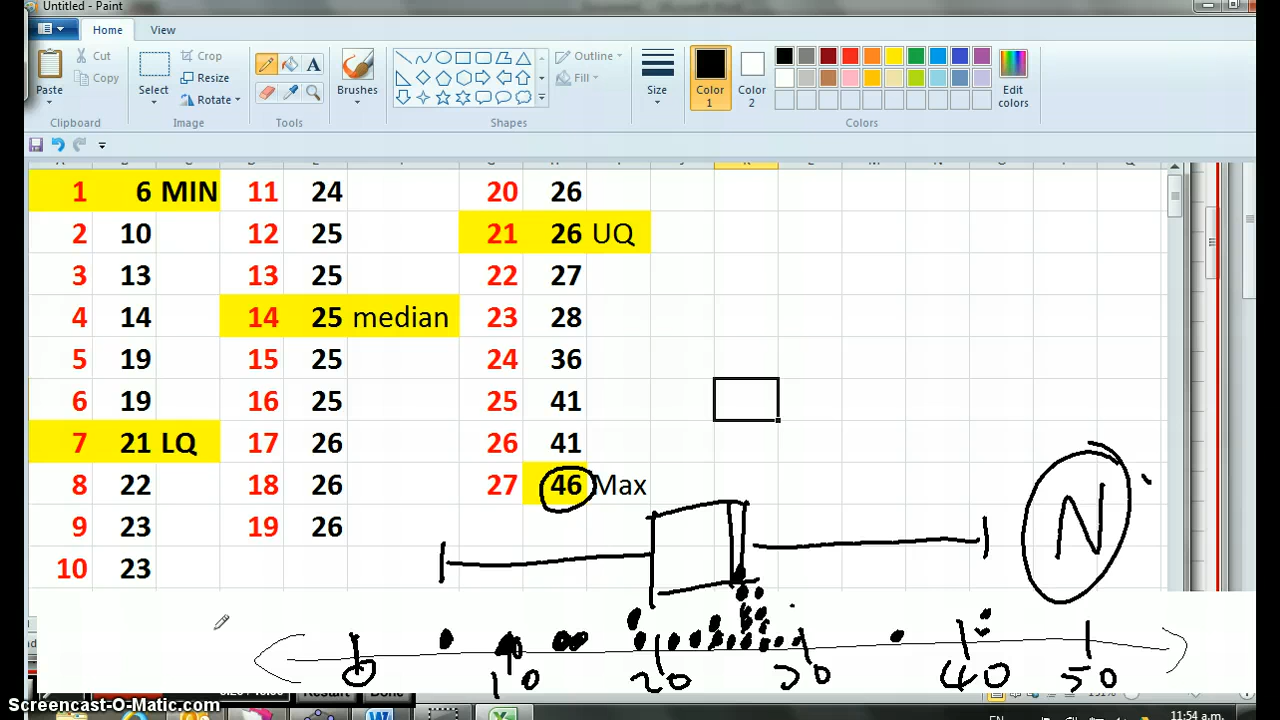 Untitled - Paint
Home View
Paste
Cut
Copy
Clipboard
Select
Crop
Resize
Rotate
Image
Tools
Brushes
Shapes
Outline
Fill
Size
Color 1
Color 2
Edit colors
Colors
1 6 MIN 11 24 20 26
2 10 12 25 21 26 UQ
3 13 13 25 22 27
4 14 14 25 median 23 28
5 19 15 25 24 36
6 19 16 25 25 41
7 21 LQ 17 26 26 41
8 22 18 26 27 46 Max
9 23 19 26
10 23
N
0 10 20 30 40 50
Screencast-O-Matic.com
EN
11:54 a.m.